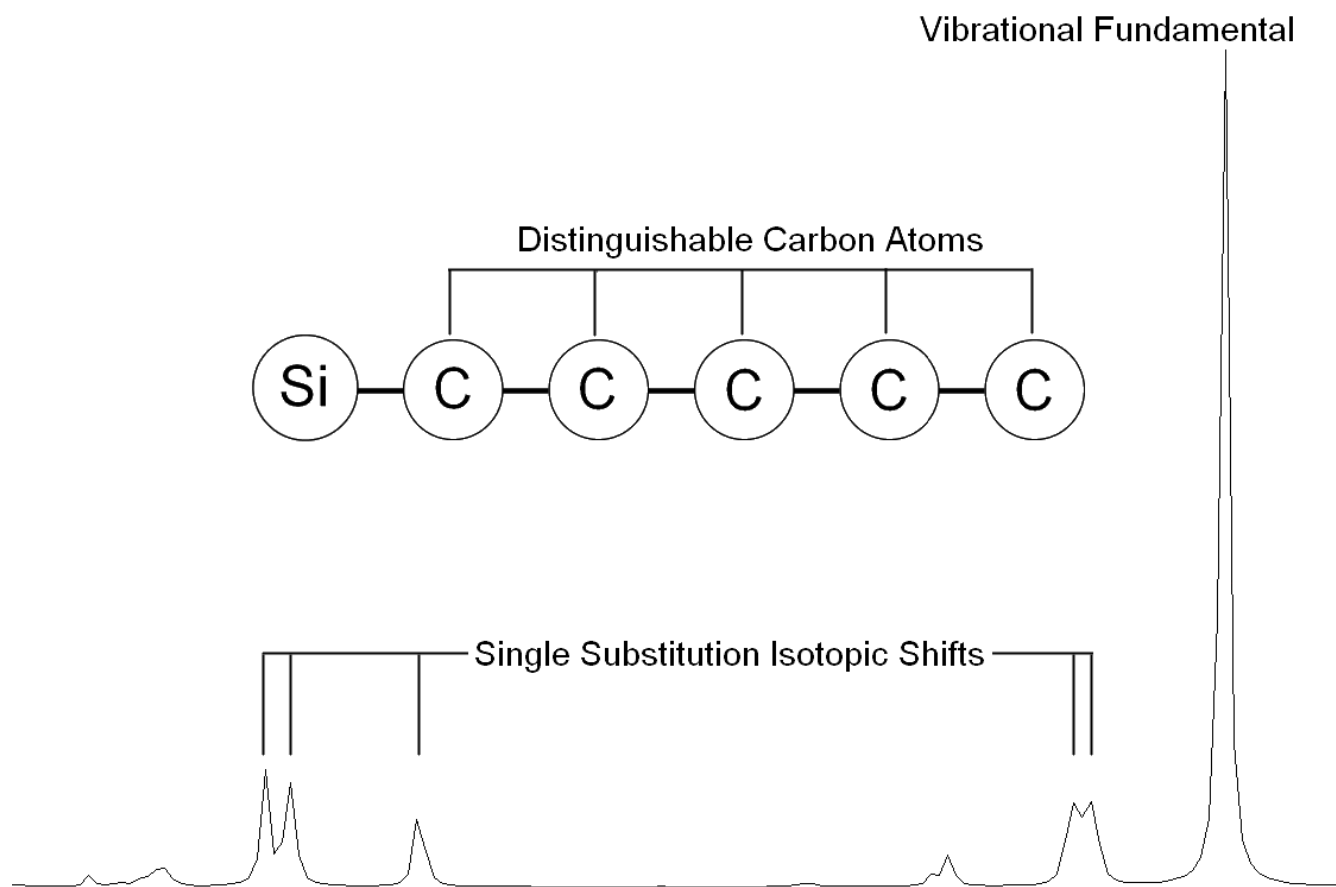 Vibrational Fundamental
Distinguishable Carbon Atoms
Si C C C C C
Single Substitution Isotopic Shifts